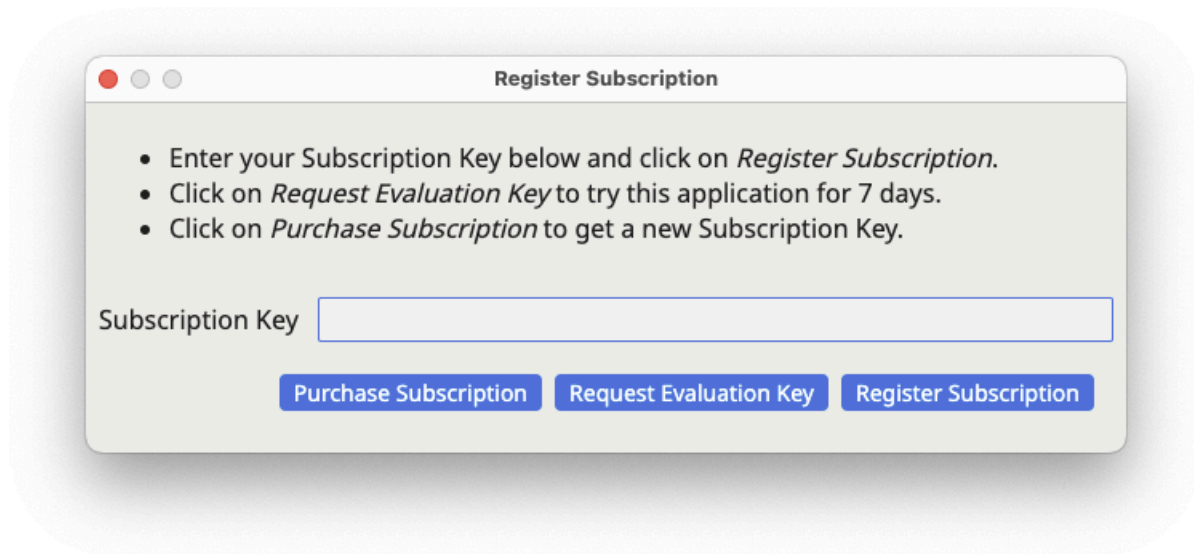 Register Subscription
• Enter your Subscription Key below and click on Register Subscription.
• Click on Request Evaluation Key to try this application for 7 days.
• Click on Purchase Subscription to get a new Subscription Key.
Subscription Key
Purchase Subscription Request Evaluation Key Register Subscription